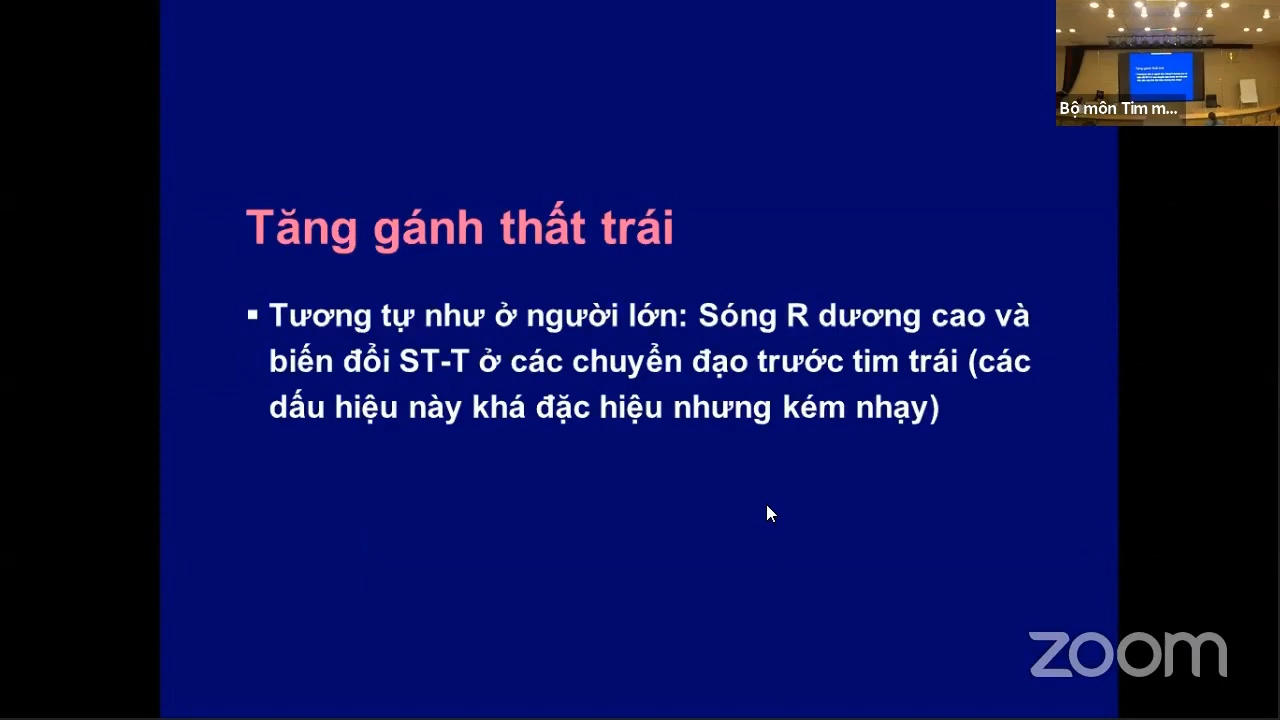 Bộ môn Tim m...
Tăng gánh thất trái
▪ Tương tự như ở người lớn: Sóng R dương cao và
biến đổi ST-T ở các chuyển đạo trước tim trái (các
dấu hiệu này khá đặc hiệu nhưng kém nhạy)
zoom